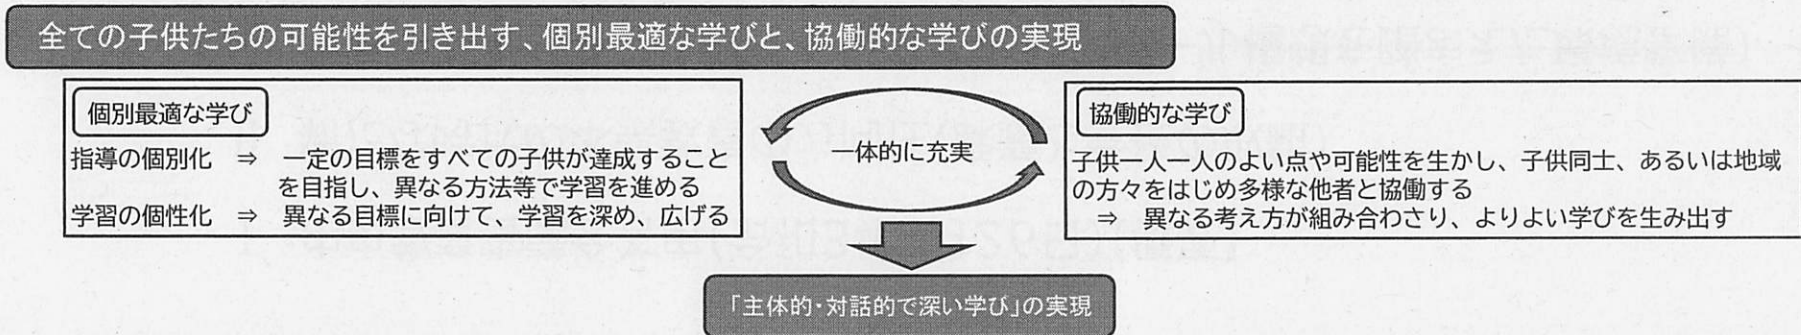 全ての子供たちの可能性を引き出す、個別最適な学びと、協働的な学びの実現
個別最適な学び
指導の個別化 ⇒ 一定の目標をすべての子供が達成すること
を目指し、異なる方法等で学習を進める
学習の個性化 ⇒ 異なる目標に向けて、学習を深め、広げる
一体的に充実
協働的な学び
子供一人一人のよい点や可能性を生かし、子供同士、あるいは地域
の方々をはじめ多様な他者と協働する
⇒ 異なる考え方が組み合わさり、よりよい学びを生み出す
「主体的・対話的で深い学び」の実現